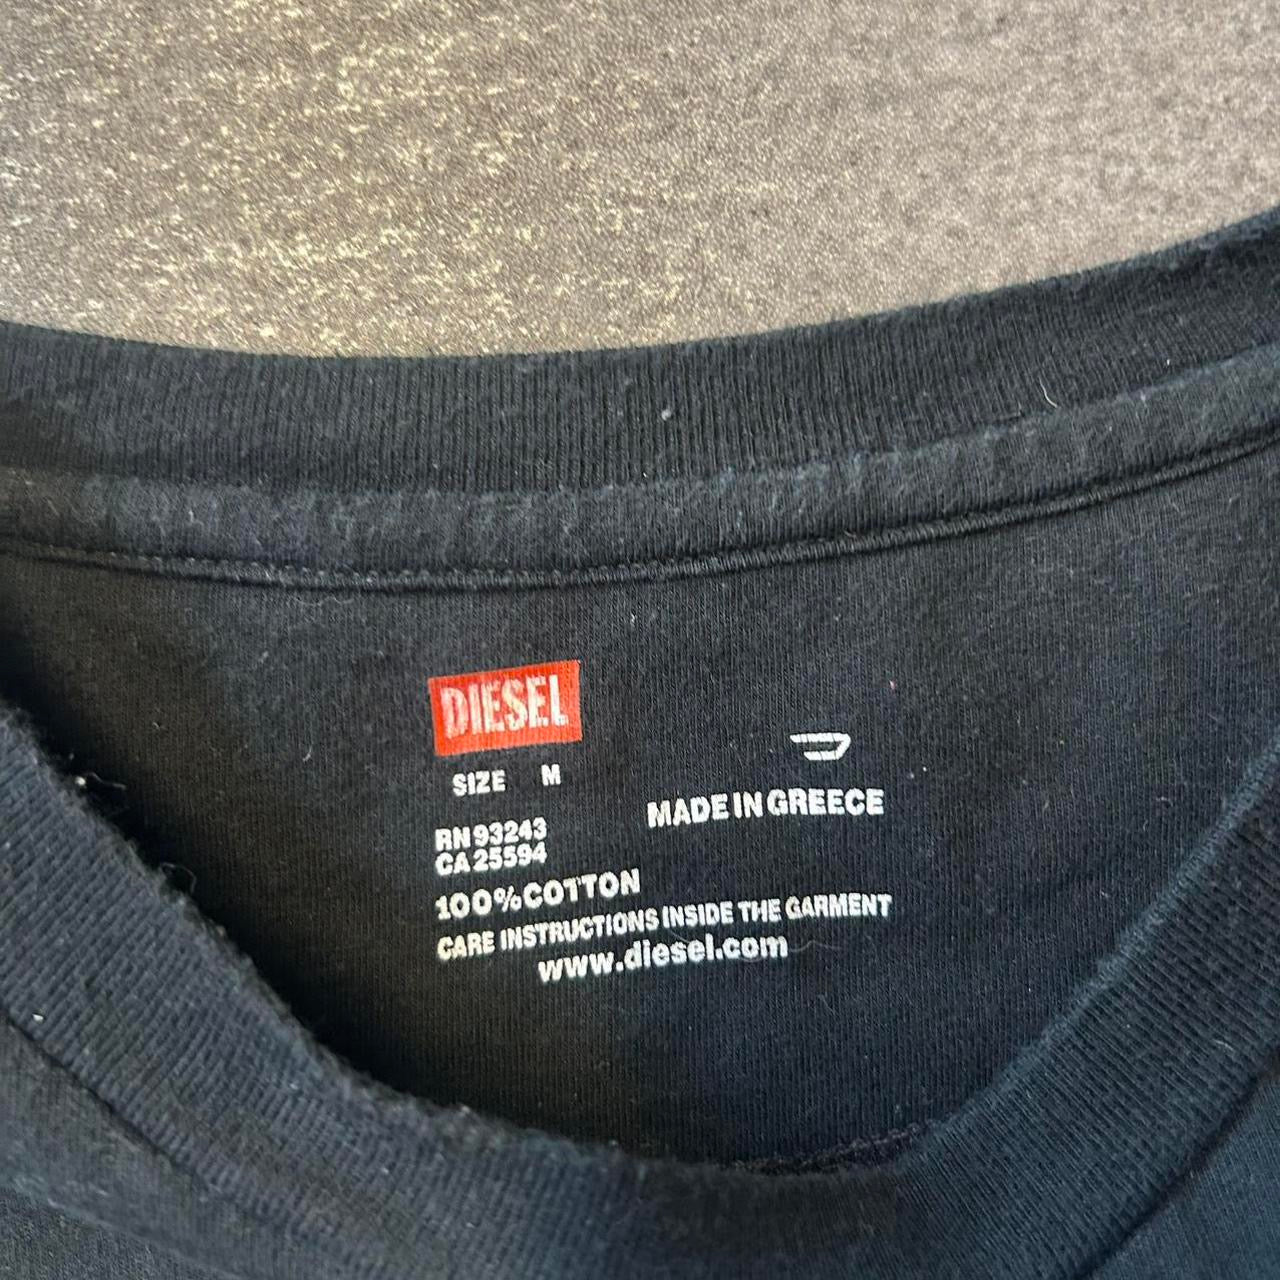 DIESEL
SIZE M
MADE IN GREECE
RN 93243
CA 25594
100% COTTON
CARE INSTRUCTIONS INSIDE THE GARMENT
www.diesel.com